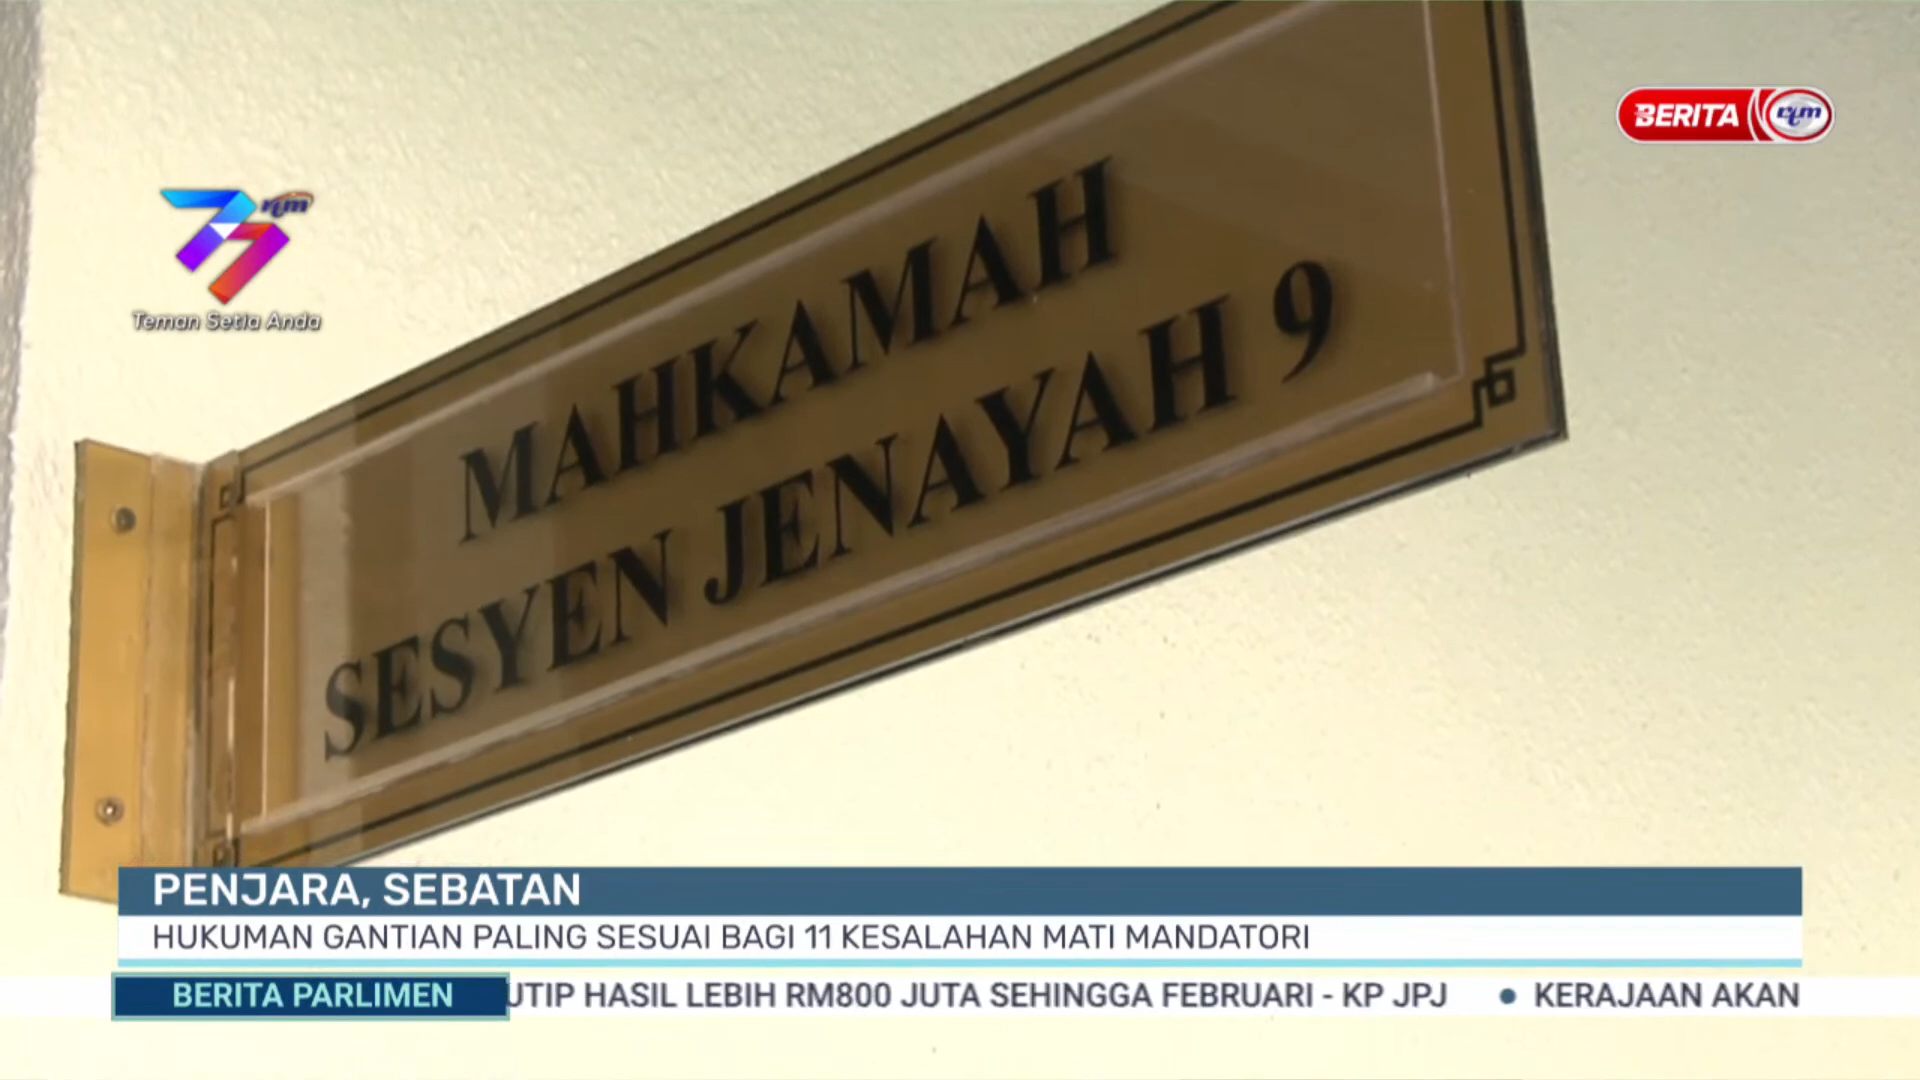 BERITA rtm
rtm
Teman Setia Anda
MAHKAMAH
SESYEN JENAYAH 9
PENJARA, SEBATAN
HUKUMAN GANTIAN PALING SESUAI BAGI 11 KESALAHAN MATI MANDATORI
BERITA PARLIMEN UTIP HASIL LEBIH RM800 JUTA SEHINGGA FEBRUARI - KP JPJ • KERAJAAN AKAN